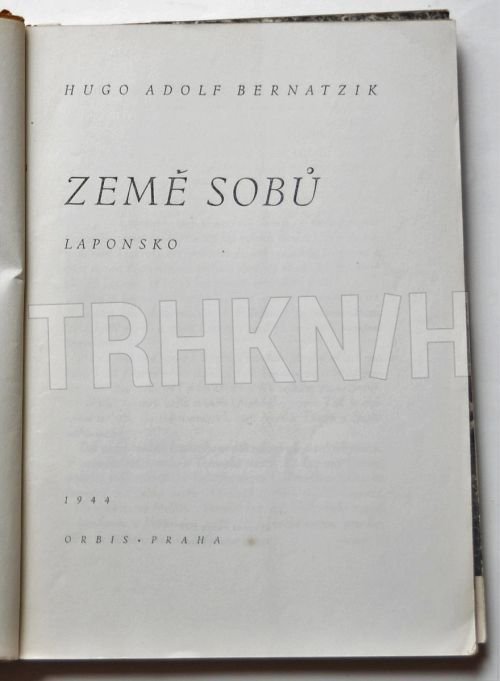 HUGO ADOLF BERNATZIK
ZEMĚ SOBŮ
LAPONSKO
TRHKNIH
1944
ORBIS • PRAHA